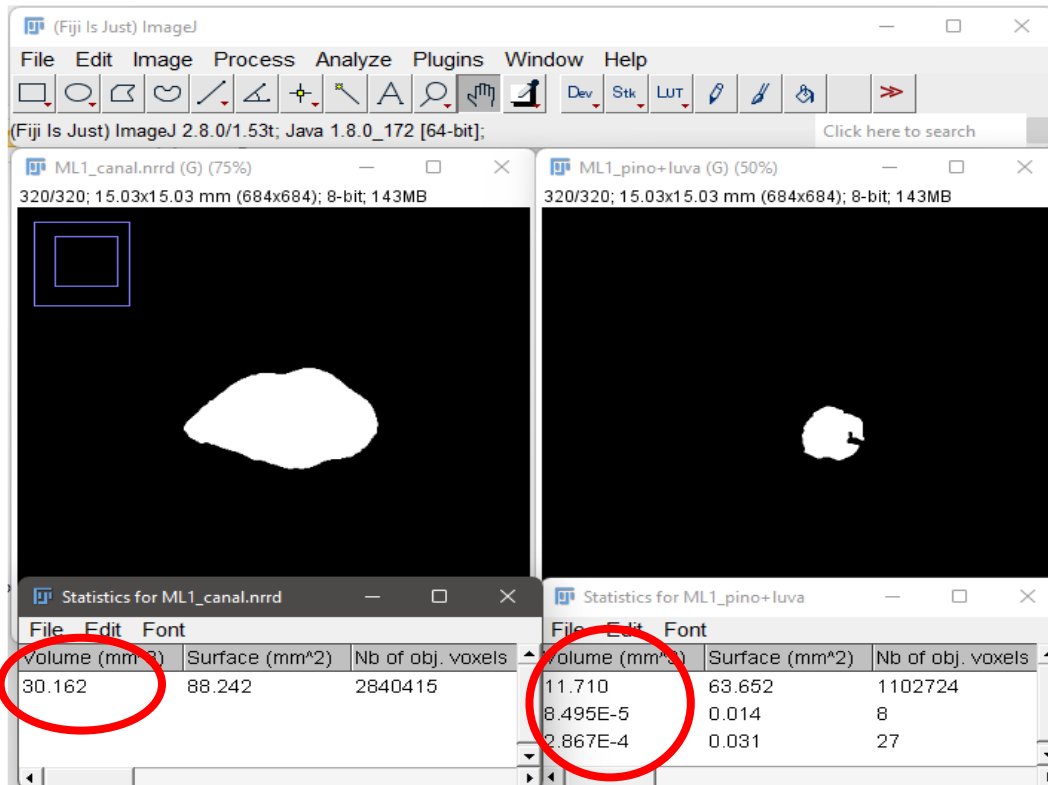 (Fiji Is Just) ImageJ
File Edit Image Process Analyze Plugins Window Help
Dev Stk LUT
(Fiji Is Just) ImageJ 2.8.0/1.53t; Java 1.8.0_172 [64-bit];
Click here to search
ML1_canal.nrrd (G) (75%)
320/320; 15.03x15.03 mm (684x684); 8-bit; 143MB
ML1_pino+luva (G) (50%)
320/320; 15.03x15.03 mm (684x684); 8-bit; 143MB
Statistics for ML1_canal.nrrd
File Edit Font
Volume (mm^3) Surface (mm^2) Nb of obj. voxels
30.162 88.242 2840415
Statistics for ML1_pino+luva
File Edit Font
Volume (mm^3) Surface (mm^2) Nb of obj. voxels
11.710 63.652 1102724
8.495E-5 0.014 8
2.867E-4 0.031 27